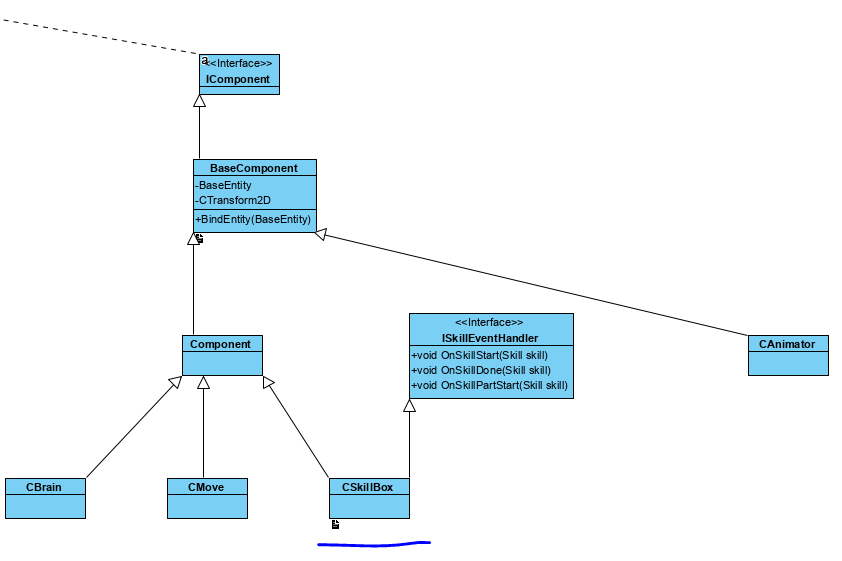 a
<<Interface>>
IComponent
BaseComponent
-BaseEntity
-CTransform2D
+BindEntity(BaseEntity)
Component
<<Interface>>
ISkillEventHandler
+void OnSkillStart(Skill skill)
+void OnSkillDone(Skill skill)
+void OnSkillPartStart(Skill skill)
CAnimator
CBrain
CMove
CSkillBox